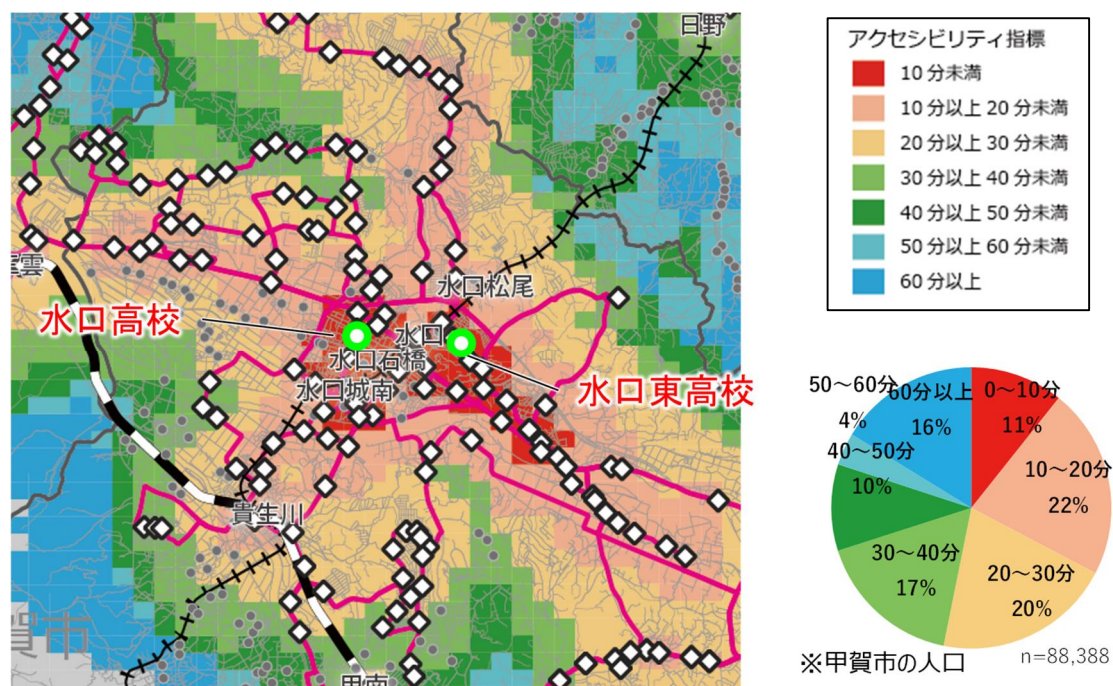 日野
水口松尾
水口高校
水口
水口石橋
水口城南
水口東高校
貴生川
賀市
甲南
アクセシビリティ指標
10分未満
10分以上20分未満
20分以上30分未満
30分以上40分未満
40分以上50分未満
50分以上60分未満
60分以上
50～60分
4%
60分以上
16%
0～10分
11%
40～50分
10%
10～20分
22%
30～40分
17%
20～30分
20%
※甲賀市の人口
n=88,388